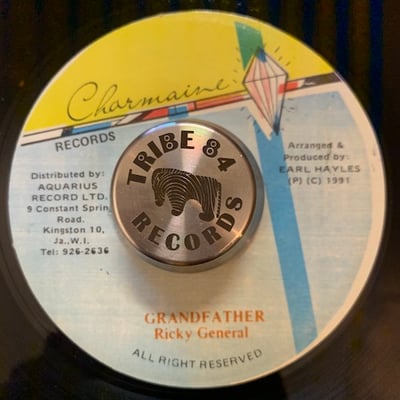 Charmaine
RECORDS
Distributed by:
AQUARIUS
RECORD LTD.
9 Constant Sprin
Road.
Kingston 10,
Ja.,W.I.
Tel: 926-2636
Arranged &
Produced by:
EARL HAYLES
(P) (C) 1991
TRIBE 84
RECORDS
GRANDFATHER
Ricky General
ALL RIGHT RESERVED